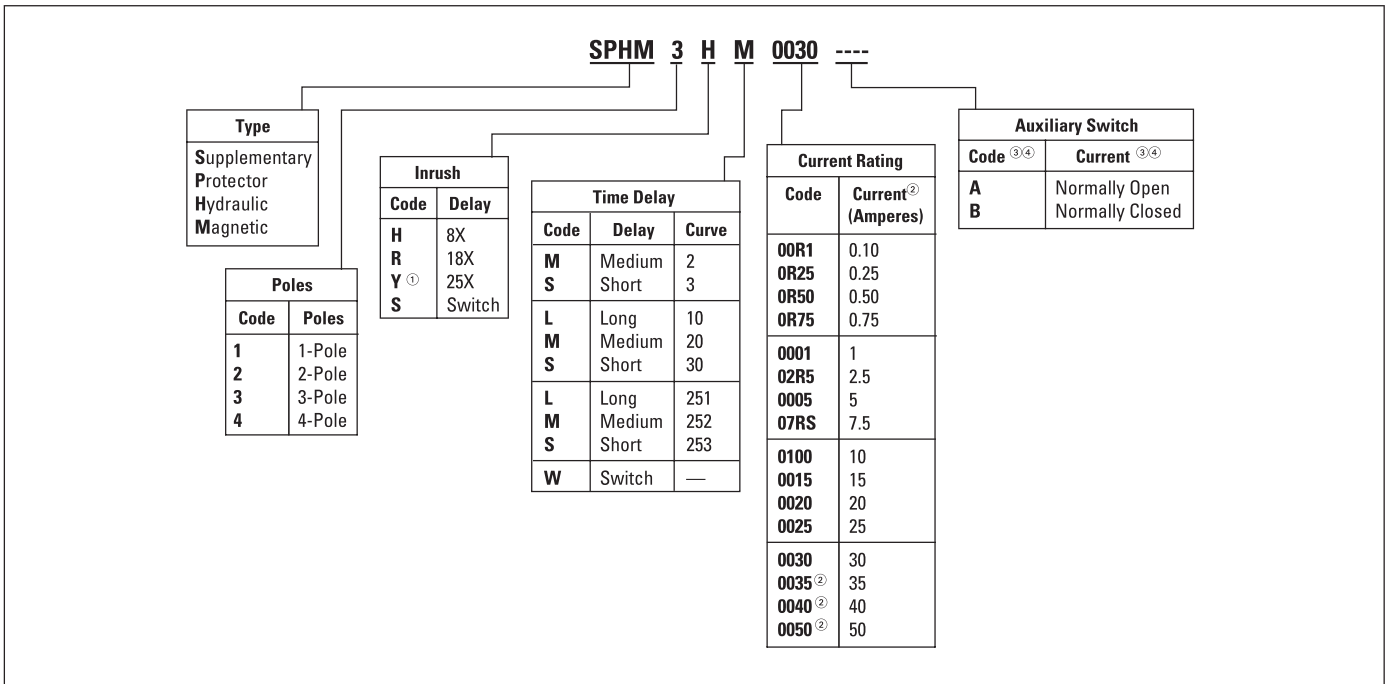 SPHM 3 H M 0030 ----
Type
Supplementary
Protector
Hydraulic
Magnetic
Poles
Code Poles
1 1-Pole
2 2-Pole
3 3-Pole
4 4-Pole
Inrush
Code Delay
H 8X
R 18X
Y ① 25X
S Switch
Time Delay
Code Delay Curve
M Medium 2
S Short 3
L Long 10
M Medium 20
S Short 30
L Long 251
M Medium 252
S Short 253
W Switch —
Current Rating
Code Current②
(Amperes)
00R1 0.10
0R25 0.25
0R50 0.50
0R75 0.75
0001 1
02R5 2.5
0005 5
07RS 7.5
0100 10
0015 15
0020 20
0025 25
0030 30
0035② 35
0040② 40
0050② 50
Auxiliary Switch
Code ③④ Current ③④
A Normally Open
B Normally Closed